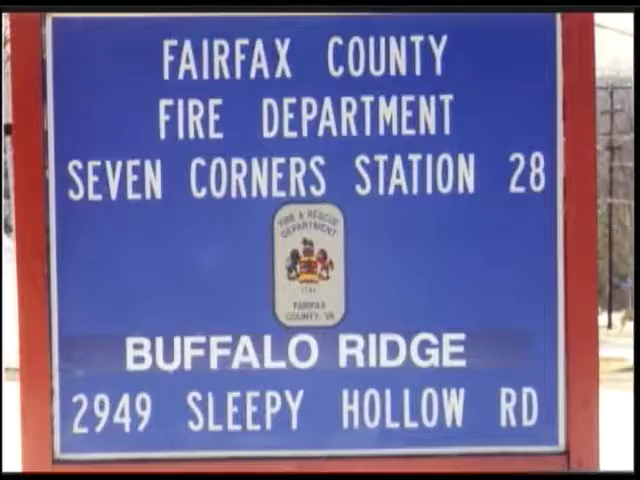 FAIRFAX COUNTY
FIRE DEPARTMENT
SEVEN CORNERS STATION 28
FIRE & RESCUE
DEPARTMENT
FAIRFAX
COUNTY, VA
BUFFALO RIDGE
2949 SLEEPY HOLLOW RD